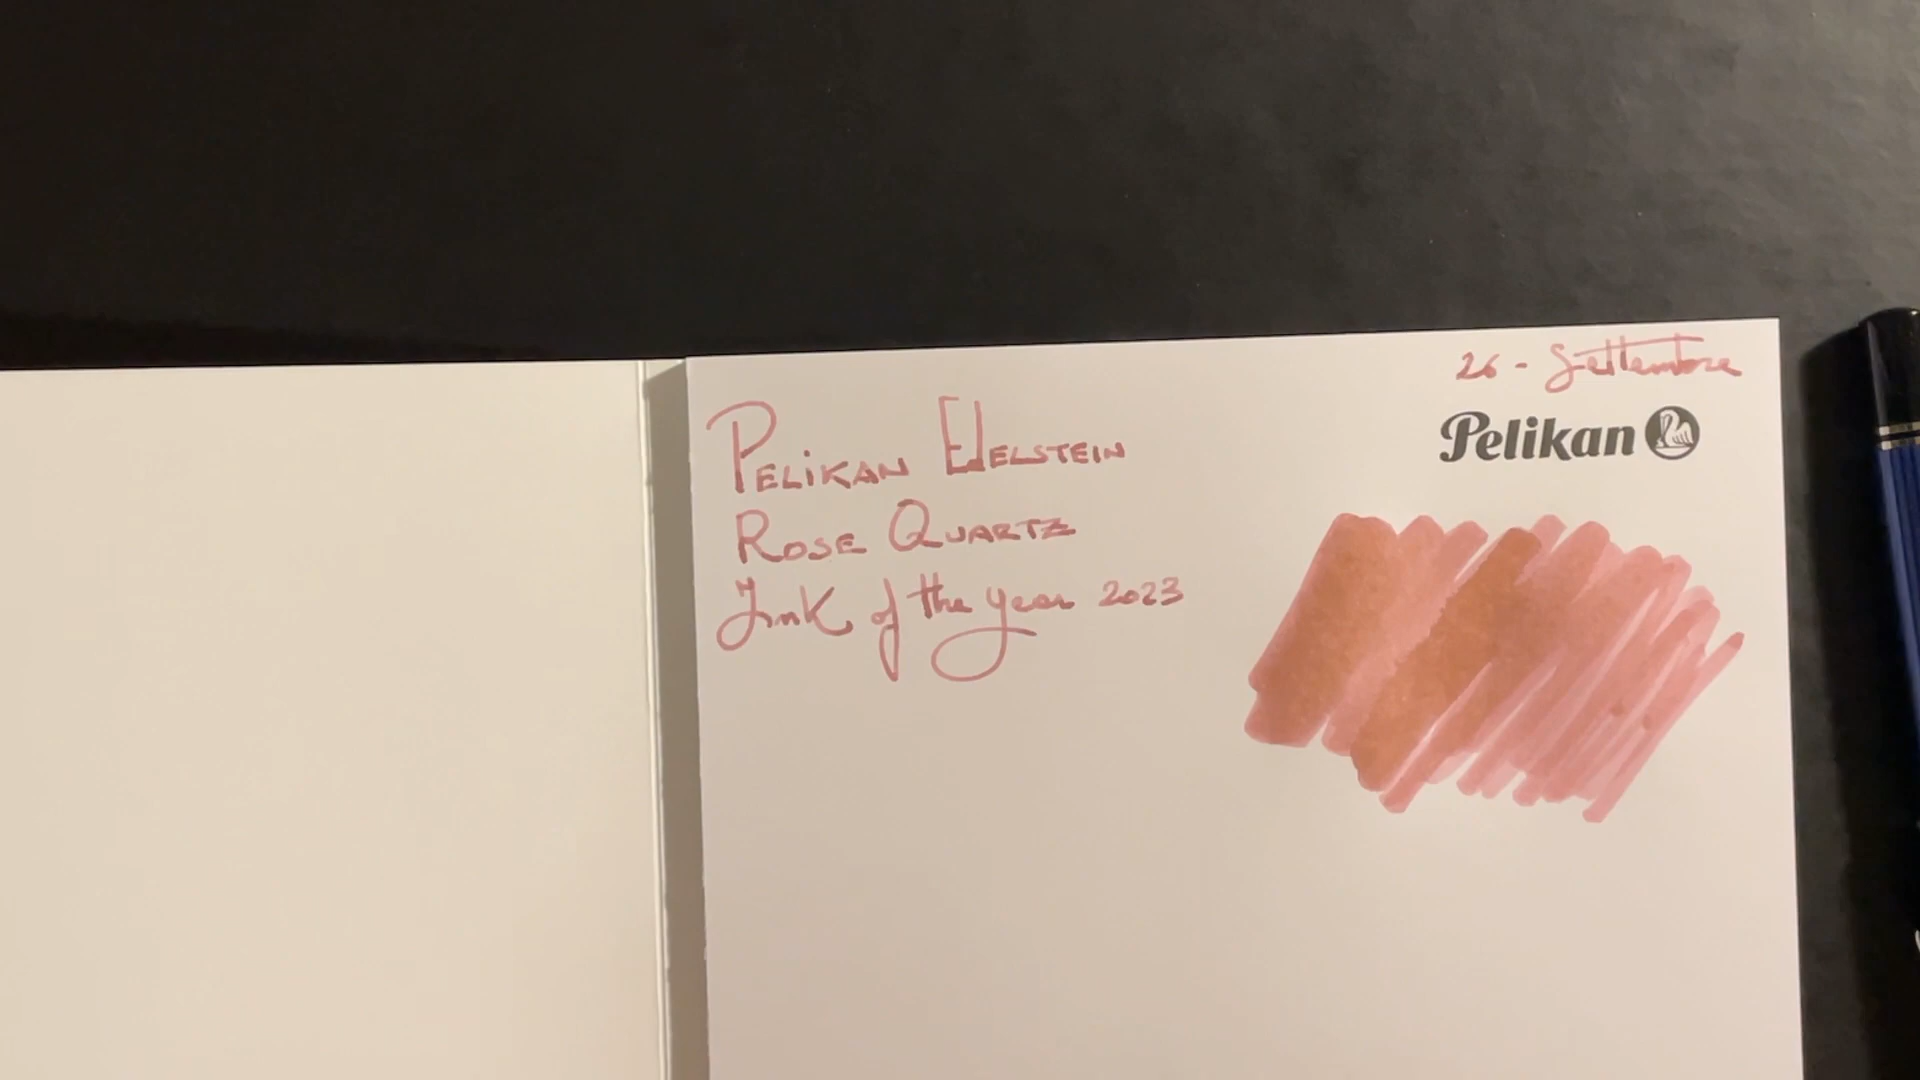 26 - Settembre
Pelikan
PELiKAN EDELSTEIN
ROSE QUARTZ
Ink of the year 2023